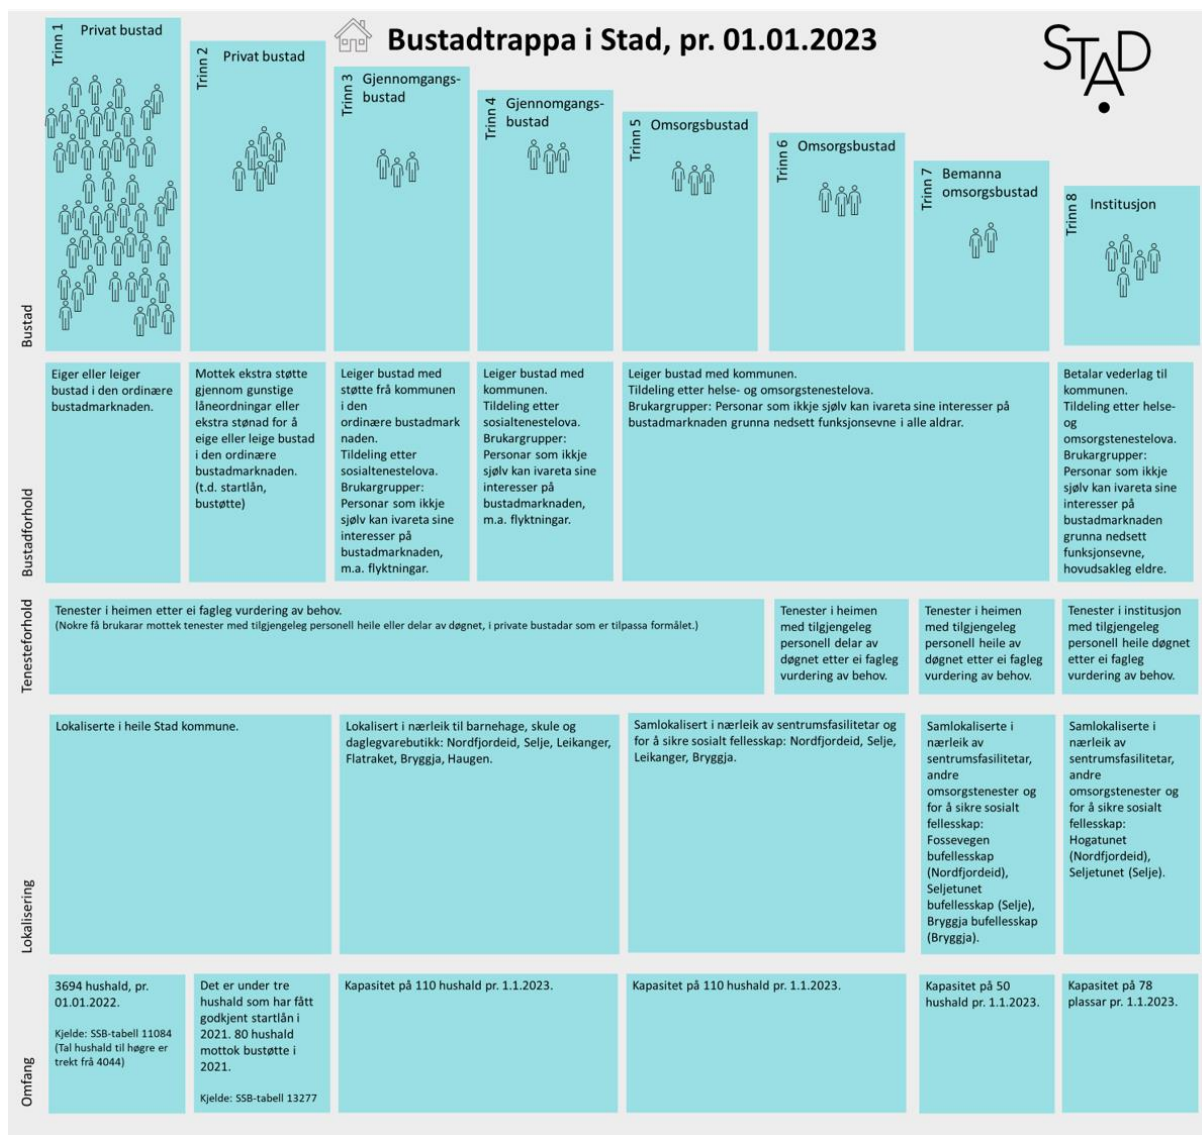 Bustadtrappa i Stad, pr. 01.01.2023
STAD
Trinn 1
Privat bustad
Trinn 2
Privat bustad
Trinn 3
Gjennomgangs-
bustad
Trinn 4
Gjennomgangs-
bustad
Trinn 5
Omsorgsbustad
Trinn 6
Omsorgsbustad
Trinn 7
Bemanna
omsorgsbustad
Trinn 8
Institusjon
Bustad
Bustadforhold
Eiger eller leiger
bustad i den ordinære
bustadmarknaden.
Mottek ekstra støtte
gjennom gunstige
låneordningar eller
ekstra stønad for å
eige eller leige bustad
i den ordinære
bustadmarknaden.
(t.d. startlån,
bustøtte)
Leiger bustad med
støtte frå kommunen
i den
ordinære bustadmark
naden.
Tildeling etter
sosialtenestelova.
Brukargrupper:
Personar som ikkje
sjølv kan ivareta sine
interesser på
bustadmarknaden,
m.a. flyktningar.
Leiger bustad med
kommunen.
Tildeling etter
sosialtenestelova.
Brukargrupper:
Personar som ikkje
sjølv kan ivareta sine
interesser på
bustadmarknaden,
m.a. flyktningar.
Leiger bustad med kommunen.
Tildeling etter helse- og omsorgstenestelova.
Brukargrupper: Personar som ikkje sjølv kan ivareta sine interesser på
bustadmarknaden grunna nedsett funksjonsevne i alle aldrar.
Betalar vederlag til
kommunen.
Tildeling etter helse-
og
omsorgstenestelova.
Brukargrupper:
Personar som ikkje
sjølv kan ivareta sine
interesser på
bustadmarknaden
grunna nedsett
funksjonsevne,
hovudsakleg eldre.
Tenesteforhold
Tenester i heimen etter ei fagleg vurdering av behov.
(Nokre få brukarar mottek tenester med tilgjengeleg personell heile eller delar av døgnet, i private bustadar som er tilpassa formålet.)
Tenester i heimen
med tilgjengeleg
personell delar av
døgnet etter ei fagleg
vurdering av behov.
Tenester i heimen
med tilgjengeleg
personell heile av
døgnet etter ei fagleg
vurdering av behov.
Tenester i institusjon
med tilgjengeleg
personell heile døgnet
etter ei fagleg
vurdering av behov.
Lokalisering
Lokaliserte i heile Stad kommune.
Lokalisert i nærleik til barnehage, skule og
daglegvarebutikk: Nordfjordeid, Selje, Leikanger,
Flatraket, Bryggja, Haugen.
Samlokalisert i nærleik av sentrumsfasilitetar og
for å sikre sosialt fellesskap: Nordfjordeid, Selje,
Leikanger, Bryggja.
Samlokaliserte i
nærleik av
sentrumsfasilitetar,
andre
omsorgstenester og
for å sikre sosialt
fellesskap:
Fossevegen
bufellesskap
(Nordfjordeid),
Seljetunet
bufellesskap (Selje),
Bryggja bufellesskap
(Bryggja).
Samlokaliserte i
nærleik av
sentrumsfasilitetar,
andre
omsorgstenester og
for å sikre sosialt
fellesskap:
Hogatunet
(Nordfjordeid),
Seljetunet (Selje).
Omfang
3694 hushald, pr.
01.01.2022.
Kjelde: SSB-tabell 11084
(Tal hushald til høgre er
trekt frå 4044)
Det er under tre
hushald som har fått
godkjent startlån i
2021. 80 hushald
mottok bustøtte i
2021.
Kjelde: SSB-tabell 13277
Kapasitet på 110 hushald pr. 1.1.2023.
Kapasitet på 110 hushald pr. 1.1.2023.
Kapasitet på 50
hushald pr. 1.1.2023.
Kapasitet på 78
plassar pr. 1.1.2023.